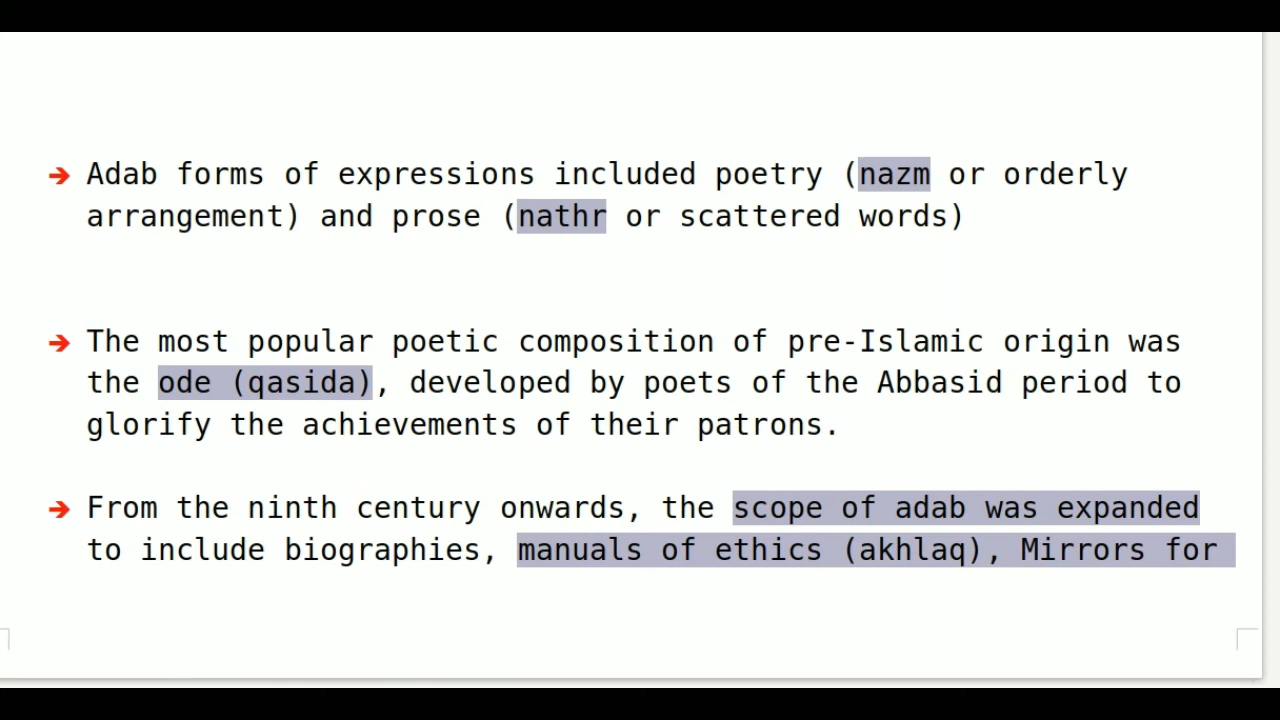 ➔ Adab forms of expressions included poetry (nazm or orderly
arrangement) and prose (nathr or scattered words)
➔ The most popular poetic composition of pre-Islamic origin was
the ode (qasida), developed by poets of the Abbasid period to
glorify the achievements of their patrons.
➔ From the ninth century onwards, the scope of adab was expanded
to include biographies, manuals of ethics (akhlaq), Mirrors for